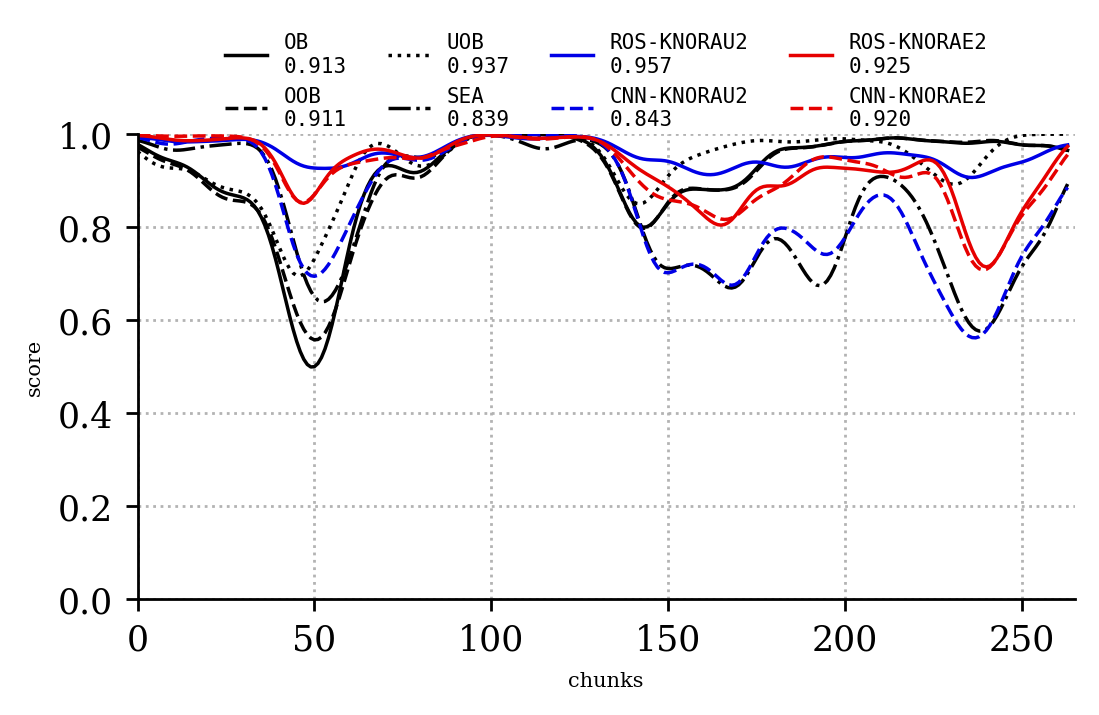 OB UOB ROS-KNORAU2 ROS-KNORAE2
0.913 0.937 0.957 0.925
OOB SEA CNN-KNORAU2 CNN-KNORAE2
0.911 0.839 0.843 0.920
1.0
0.8
0.6
0.4
0.2
0.0
score
0 50 100 150 200 250
chunks